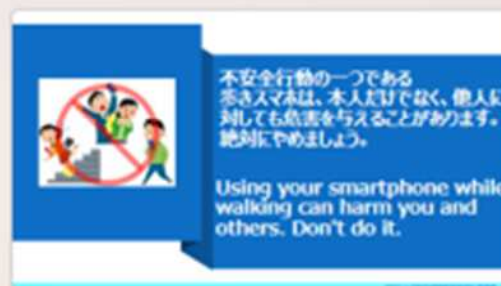 不安全行動の一つである
歩きスマホは、本人だけでなく、他人に
対しても危害を与えることがあります。
絶対にやめましょう。
Using your smartphone while
walking can harm you and
others. Don't do it.